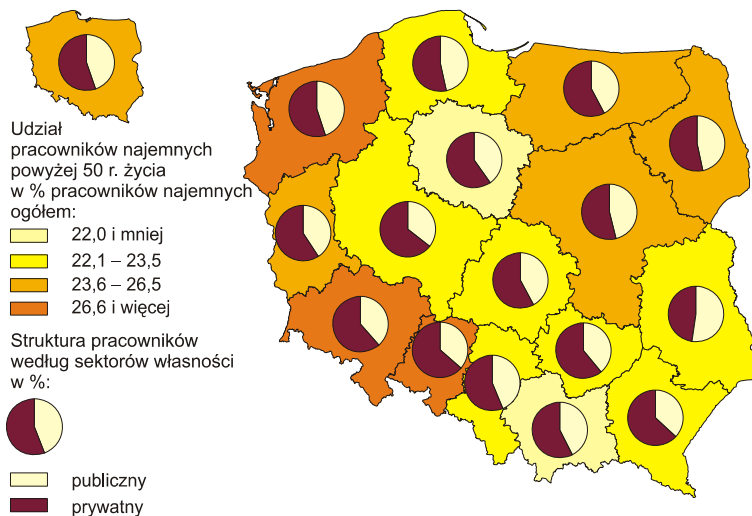 Udział
pracowników najemnych
powyżej 50 r. życia
w % pracowników najemnych
ogółem:
22,0 i mniej
22,1 – 23,5
23,6 – 26,5
26,6 i więcej
Struktura pracowników
według sektorów własności
w %:
publiczny
prywatny